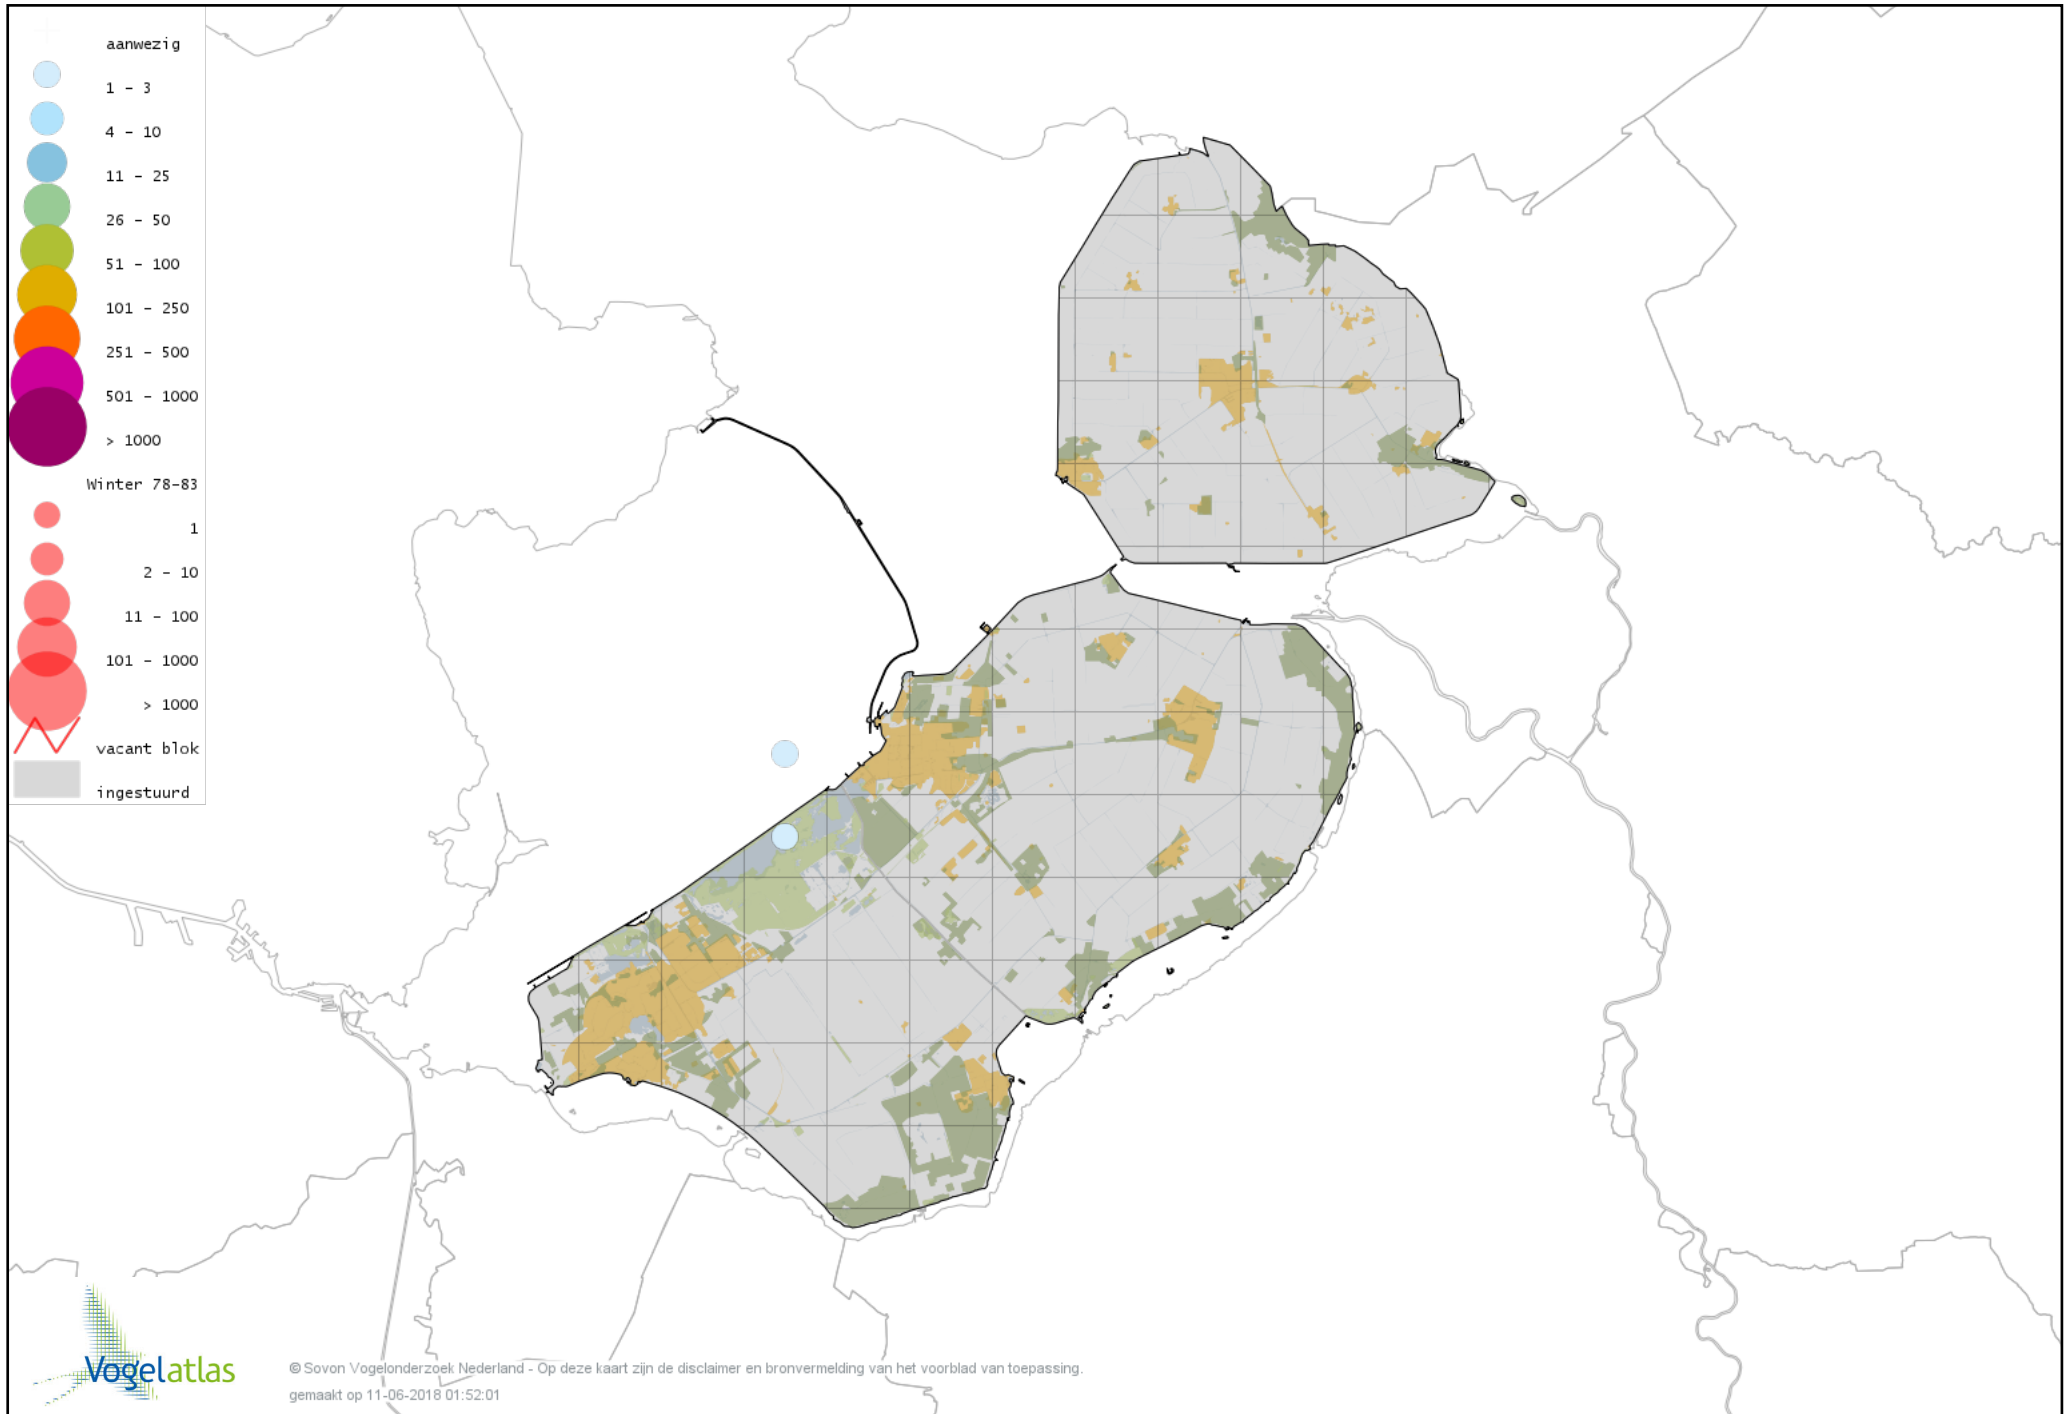 aanwezig
1 - 3
4 - 10
11 - 25
26 - 50
51 - 100
101 - 250
251 - 500
501 - 1000
> 1000
Winter 78-83
1
2 - 10
11 - 100
101 - 1000
> 1000
vacant blok
ingestuurd
Vogelatlas
© Sovon Vogelonderzoek Nederland - Op deze kaart zijn de disclaimer en bronvermelding van het voorblad van toepassing.
gemaakt op 11-06-2018 01:52:01